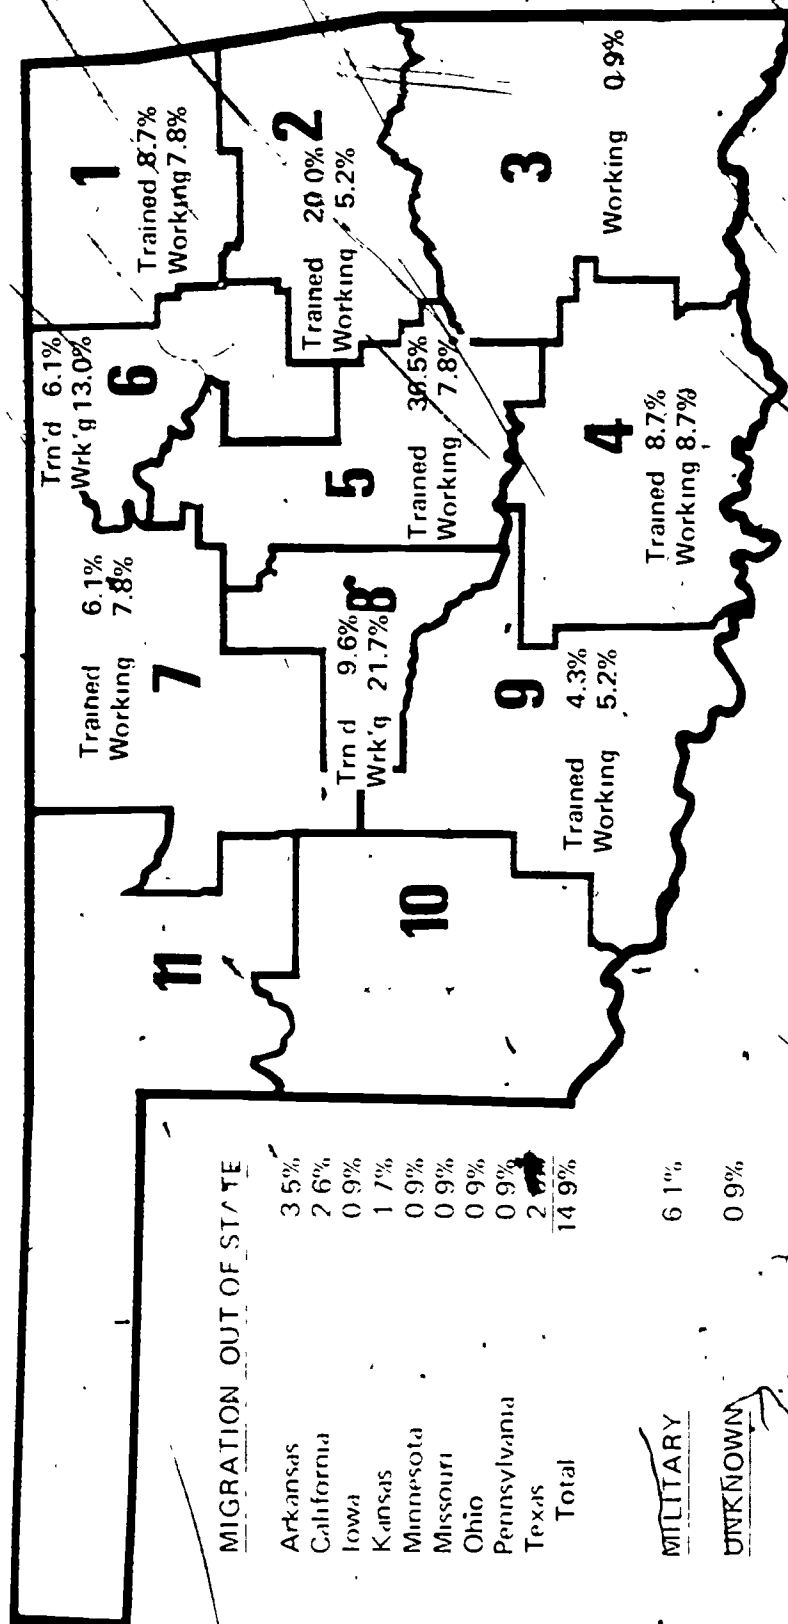 MIGRATION OUT OF STATE
Arkansas 3.5%
California 2.6%
Iowa 0.9%
Kansas 1.7%
Minnesota 0.9%
Missouri 0.9%
Ohio 0.9%
Pennsylvania 0.9%
Texas
Total 14.9%
MILITARY 6.1%
UNKNOWN 0.9%
11
10
7
Trained 6.1%
Working 7.8%
8
Trn'd 9.6%
Wrk'g 21.7%
9
Trained 4.3%
Working 5.2%
6
Trn'd 6.1%
Wrk'g 13.0%
5
Trained 36.5%
Working 7.8%
4
Trained 8.7%
Working 8.7%
1
Trained 8.7%
Working 7.8%
2
Trained 20.0%
Working 5.2%
3
Working 0.9%